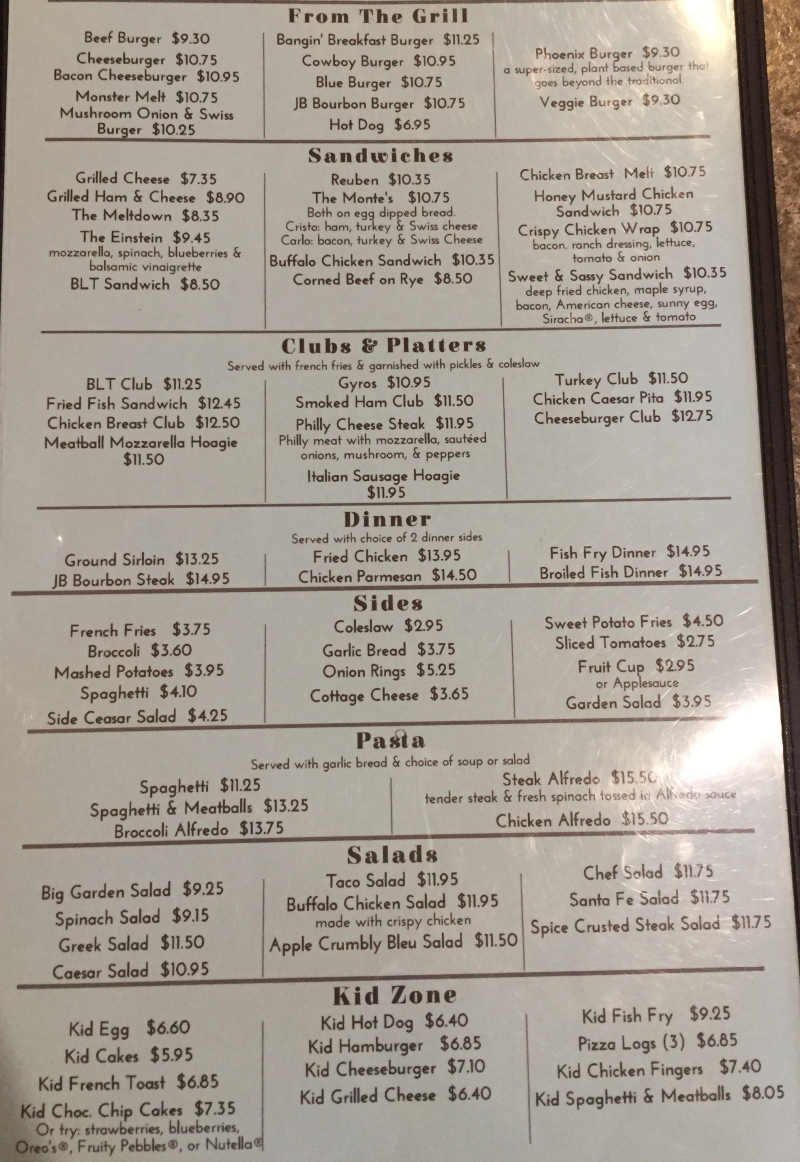 From The Grill
Beef Burger $9.30
Cheeseburger $10.75
Bacon Cheeseburger $10.95
Monster Melt $10.75
Mushroom Onion & Swiss
Burger $10.25
Bangin' Breakfast Burger $11.25
Cowboy Burger $10.95
Blue Burger $10.75
JB Bourbon Burger $10.75
Hot Dog $6.95
Phoenix Burger $9.30
a super-sized, plant based burger that
goes beyond the traditional.
Veggie Burger $9.30
Sandwiches
Grilled Cheese $7.35
Grilled Ham & Cheese $8.90
The Meltdown $8.35
The Einstein $9.45
mozzarella, spinach, blueberries &
balsamic vinaigrette
BLT Sandwich $8.50
Reuben $10.35
The Monte's $10.75
Both on egg dipped bread.
Cristo: ham, turkey & Swiss cheese
Carlo: bacon, turkey & Swiss Cheese
Buffalo Chicken Sandwich $10.35
Corned Beef on Rye $8.50
Chicken Breast Melt $10.75
Honey Mustard Chicken
Sandwich $10.75
Crispy Chicken Wrap $10.75
bacon. ranch dressing, lettuce,
tomato & onion
Sweet & Sassy Sandwich $10.35
deep fried chicken, maple syrup,
bacon, American cheese, sunny egg,
Siracha®, lettuce & tomato
Clubs & Platters
Served with french fries & garnished with pickles & coleslaw
BLT Club $11.25
Fried Fish Sandwich $12.45
Chicken Breast Club $12.50
Meatball Mozzarella Hoagie
$11.50
Gyros $10.95
Smoked Ham Club $11.50
Philly Cheese Steak $11.95
Philly meat with mozzarella, sautéed
onions, mushroom, & peppers
Italian Sausage Hoagie
$11.95
Turkey Club $11.50
Chicken Caesar Pita $11.95
Cheeseburger Club $12.75
Dinner
Served with choice of 2 dinner sides
Ground Sirloin $13.25
JB Bourbon Steak $14.95
Fried Chicken $13.95
Chicken Parmesan $14.50
Fish Fry Dinner $14.95
Broiled Fish Dinner $14.95
Sides
French Fries $3.75
Broccoli $3.60
Mashed Potatoes $3.95
Spaghetti $4.10
Side Ceasar Salad $4.25
Coleslaw $2.95
Garlic Bread $3.75
Onion Rings $5.25
Cottage Cheese $3.65
Sweet Potato Fries $4.50
Sliced Tomatoes $2.75
Fruit Cup $2.95
or Applesauce
Garden Salad $3.95
Pasta
Served with garlic bread & choice of soup or salad
Spaghetti $11.25
Spaghetti & Meatballs $13.25
Broccoli Alfredo $13.75
Steak Alfredo $15.50
tender steak & fresh spinach tossed in Alfredo sauce
Chicken Alfredo $15.50
Salads
Big Garden Salad $9.25
Spinach Salad $9.15
Greek Salad $11.50
Caesar Salad $10.95
Taco Salad $11.95
Buffalo Chicken Salad $11.95
made with crispy chicken
Apple Crumbly Bleu Salad $11.50
Chef Salad $11.75
Santa Fe Salad $11.75
Spice Crusted Steak Salad $11.75
Kid Zone
Kid Egg $6.60
Kid Cakes $5.95
Kid French Toast $6.85
Kid Choc. Chip Cakes $7.35
Or try: strawberries, blueberries,
Oreo's®, Fruity Pebbles®, or Nutella®
Kid Hot Dog $6.40
Kid Hamburger $6.85
Kid Cheeseburger $7.10
Kid Grilled Cheese $6.40
Kid Fish Fry $9.25
Pizza Logs (3) $6.85
Kid Chicken Fingers $7.40
Kid Spaghetti & Meatballs $8.05